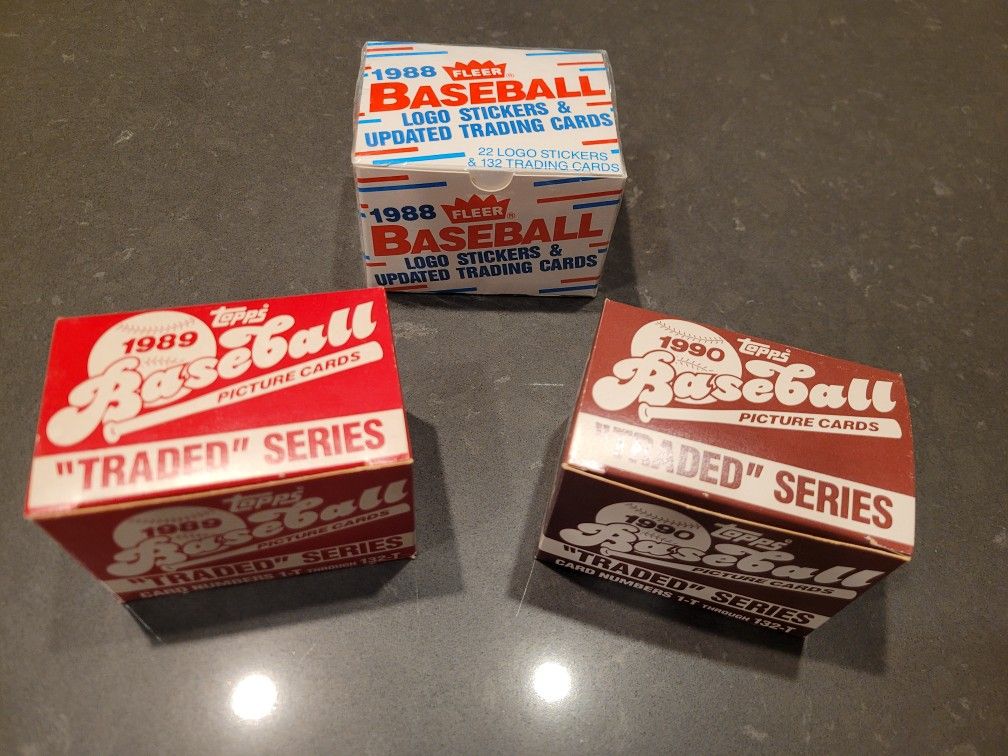 1988 FLEER®
BASEBALL
LOGO STICKERS &
UPDATED TRADING CARDS
22 LOGO STICKERS
& 132 TRADING CARDS
1988 FLEER®
BASEBALL
LOGO STICKERS &
UPDATED TRADING CARDS
1989 topps®
Baseball
PICTURE CARDS
"TRADED" SERIES
1989 topps®
Baseball
PICTURE CARDS
"TRADED" SERIES
CARD NUMBERS 1-T THROUGH 132-T
1990 topps®
Baseball
PICTURE CARDS
"TRADED" SERIES
1990 topps®
Baseball
PICTURE CARDS
"TRADED" SERIES
CARD NUMBERS 1-T THROUGH 132-T